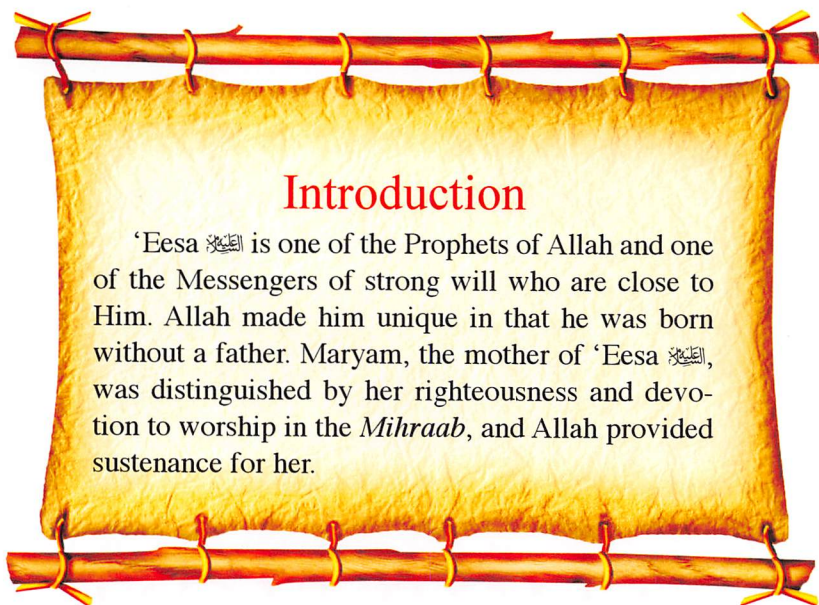 Introduction
‘Eesa عليه السلام is one of the Prophets of Allah and one
of the Messengers of strong will who are close to
Him. Allah made him unique in that he was born
without a father. Maryam, the mother of ‘Eesa عليه السلام,
was distinguished by her righteousness and devo-
tion to worship in the Mihraab, and Allah provided
sustenance for her.